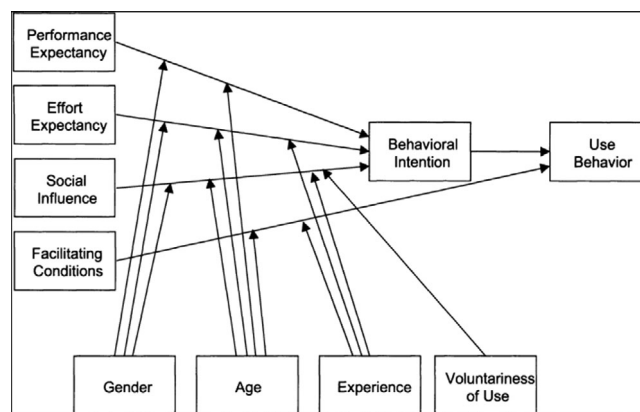 Performance
Expectancy
Effort
Expectancy
Social
Influence
Facilitating
Conditions
Behavioral
Intention
Use
Behavior
Gender
Age
Experience
Voluntariness
of Use